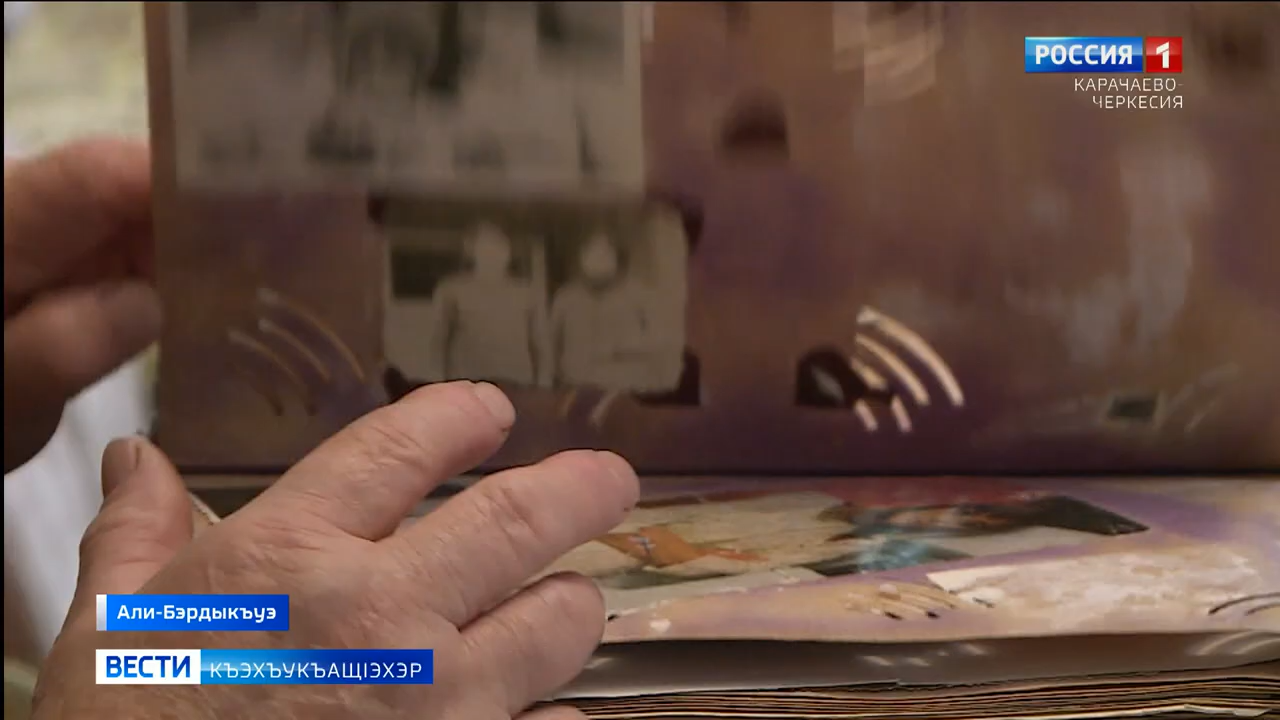 РОССИЯ 1
КАРАЧАЕВО-
ЧЕРКЕСИЯ
Али-Бэрдыкъуэ
ВЕСТИ КЪЭХЪУКЪАЩІЭХЭР